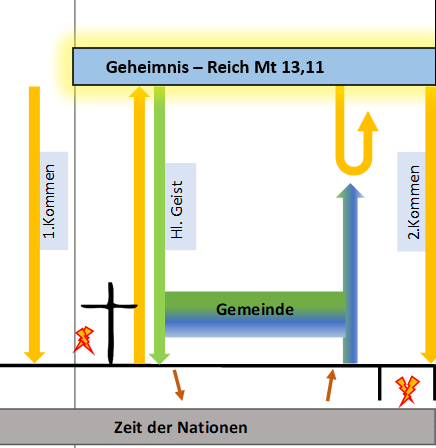 Geheimnis – Reich Mt 13,11
1.Kommen
Hl. Geist
2.Kommen
Gemeinde
Zeit der Nationen